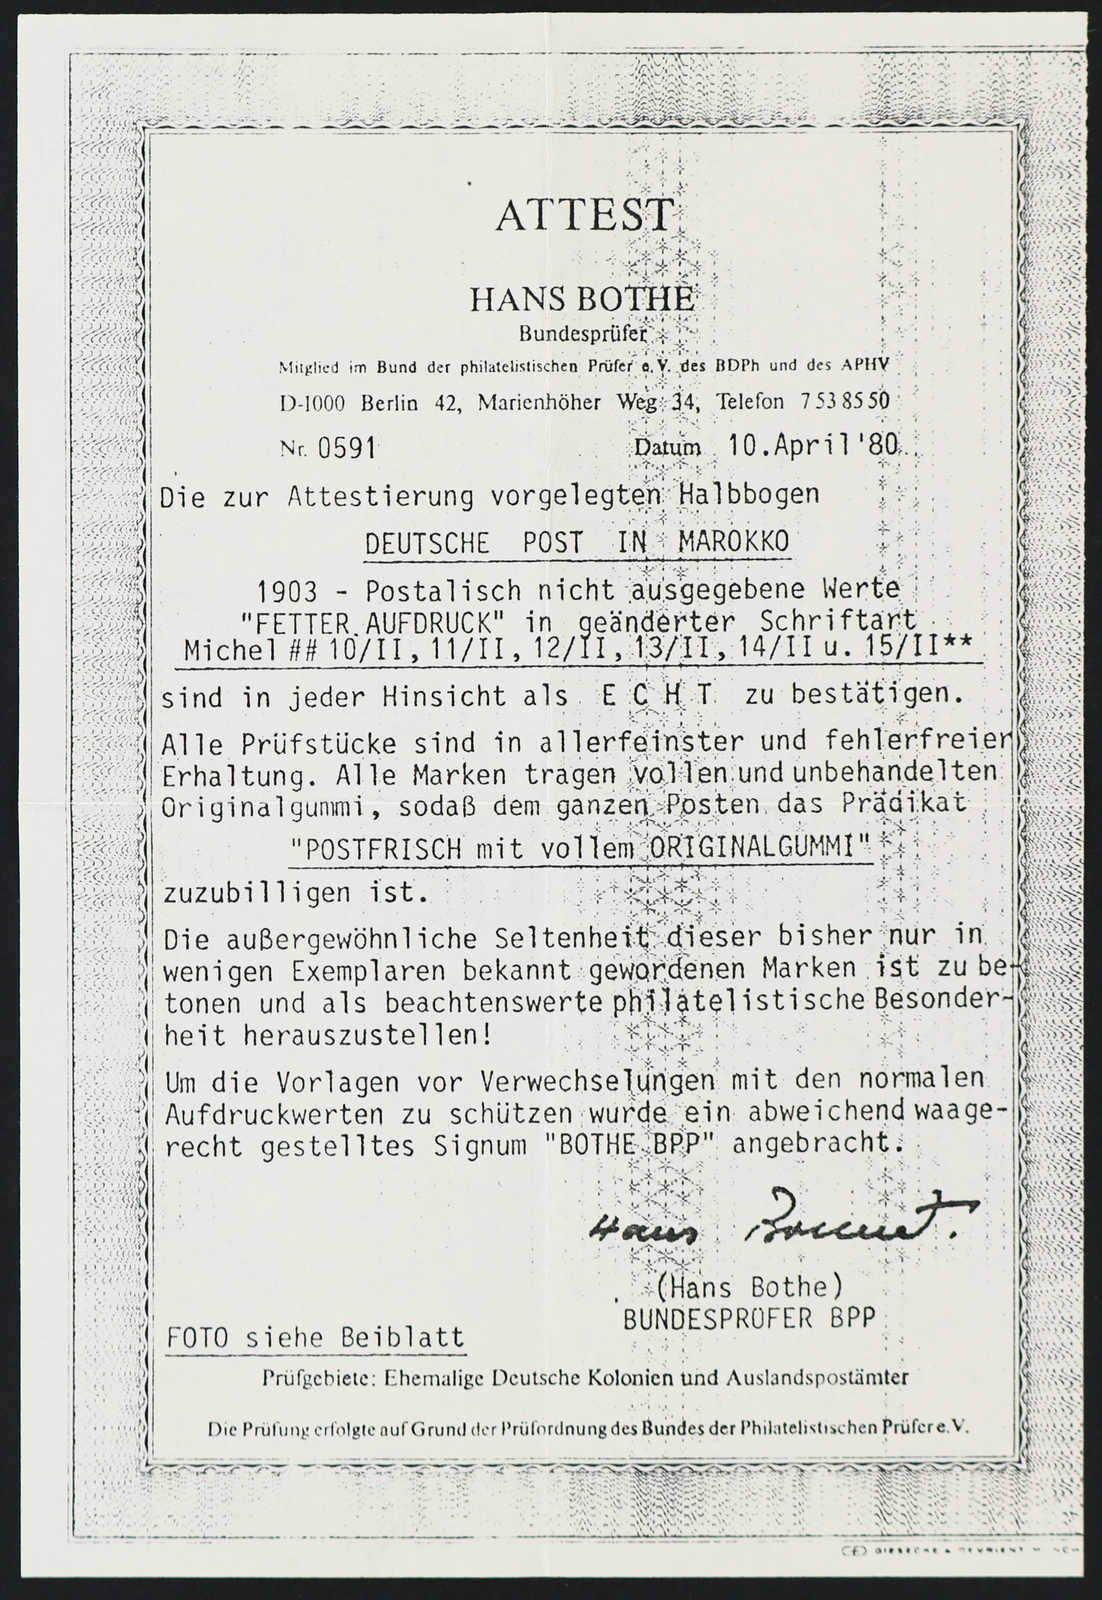 ATTEST
HANS BOTHE
Bundesprüfer
Mitglied im Bund der philatelistischen Prüfer e.V. des BDPh und des APHV
D-1000 Berlin 42, Marienhöher Weg 34, Telefon 7 53 85 50
Nr. 0591 Datum 10.April '80
Die zur Attestierung vorgelegten Halbbogen
DEUTSCHE POST IN MAROKKO
1903 - Postalisch nicht ausgegebene Werte
"FETTER AUFDRUCK" in geänderter Schriftart
Michel ## 10/II, 11/II, 12/II, 13/II, 14/II u. 15/II**
sind in jeder Hinsicht als E C H T zu bestätigen.
Alle Prüfstücke sind in allerfeinster und fehlerfreier
Erhaltung. Alle Marken tragen vollen und unbehandelten
Originalgummi, sodaß dem ganzen Posten das Prädikat
"POSTFRISCH mit vollem ORIGINALGUMMI"
zuzubilligen ist.
Die außergewöhnliche Seltenheit dieser bisher nur in
wenigen Exemplaren bekannt gewordenen Marken ist zu be-
tonen und als beachtenswerte philatelistische Besonder-
heit herauszustellen!
Um die Vorlagen vor Verwechselungen mit den normalen
Aufdruckwerten zu schützen wurde ein abweichend waage-
recht gestelltes Signum "BOTHE BPP" angebracht.
Hans
(Hans Bothe)
BUNDESPRÜFER BPP
FOTO siehe Beiblatt
Prüfgebiete: Ehemalige Deutsche Kolonien und Auslandspostämter
Die Prüfung erfolgte auf Grund der Prüfordnung des Bundes der Philatelistischen Prüfer e.V.
GIESECKE & DEVRIENT